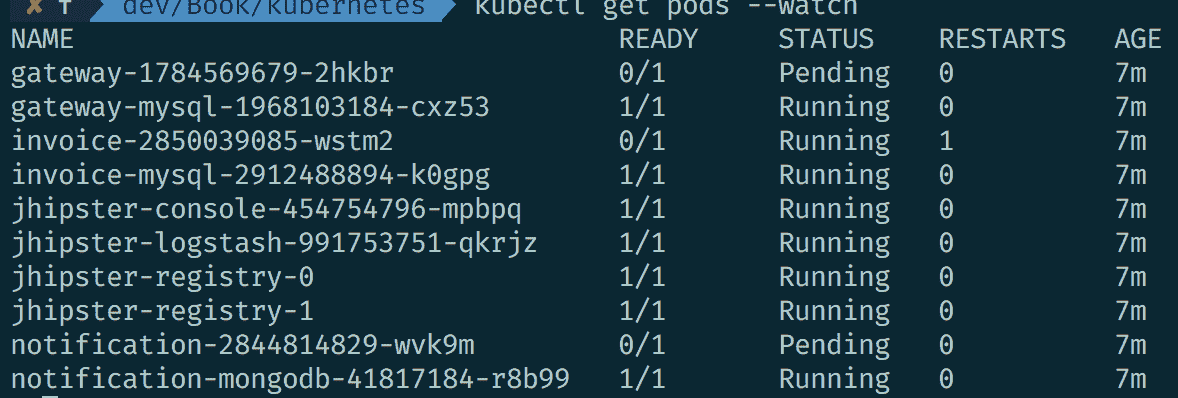 ✘ ↑ dev/Book/kubernetes kubectl get pods --watch
NAME READY STATUS RESTARTS AGE
gateway-1784569679-2hkbr 0/1 Pending 0 7m
gateway-mysql-1968103184-cxz53 1/1 Running 0 7m
invoice-2850039085-wstm2 0/1 Running 1 7m
invoice-mysql-2912488894-k0gpg 1/1 Running 0 7m
jhipster-console-454754796-mpbpq 1/1 Running 0 7m
jhipster-logstash-991753751-qkrjz 1/1 Running 0 7m
jhipster-registry-0 1/1 Running 0 7m
jhipster-registry-1 1/1 Running 0 7m
notification-2844814829-wvk9m 0/1 Pending 0 7m
notification-mongodb-41817184-r8b99 1/1 Running 0 7m